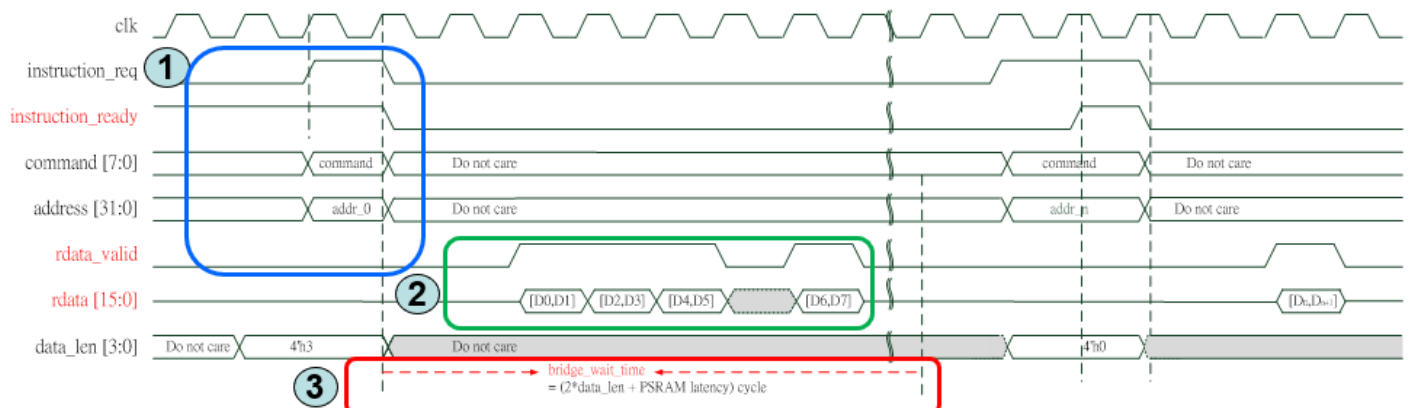 clk
1
instruction_req
instruction_ready
command [7:0] command Do not care command Do not care
address [31:0] addr_0 Do not care addr_n Do not care
rdata_valid
2
rdata [15:0] [D0,D1] [D2,D3] [D4,D5] [D6,D7] [Dn,Dn+1]
data_len [3:0] Do not care 4'h3 Do not care 4'h0
3
bridge_wait_time
= (2*data_len + PSRAM latency) cycle